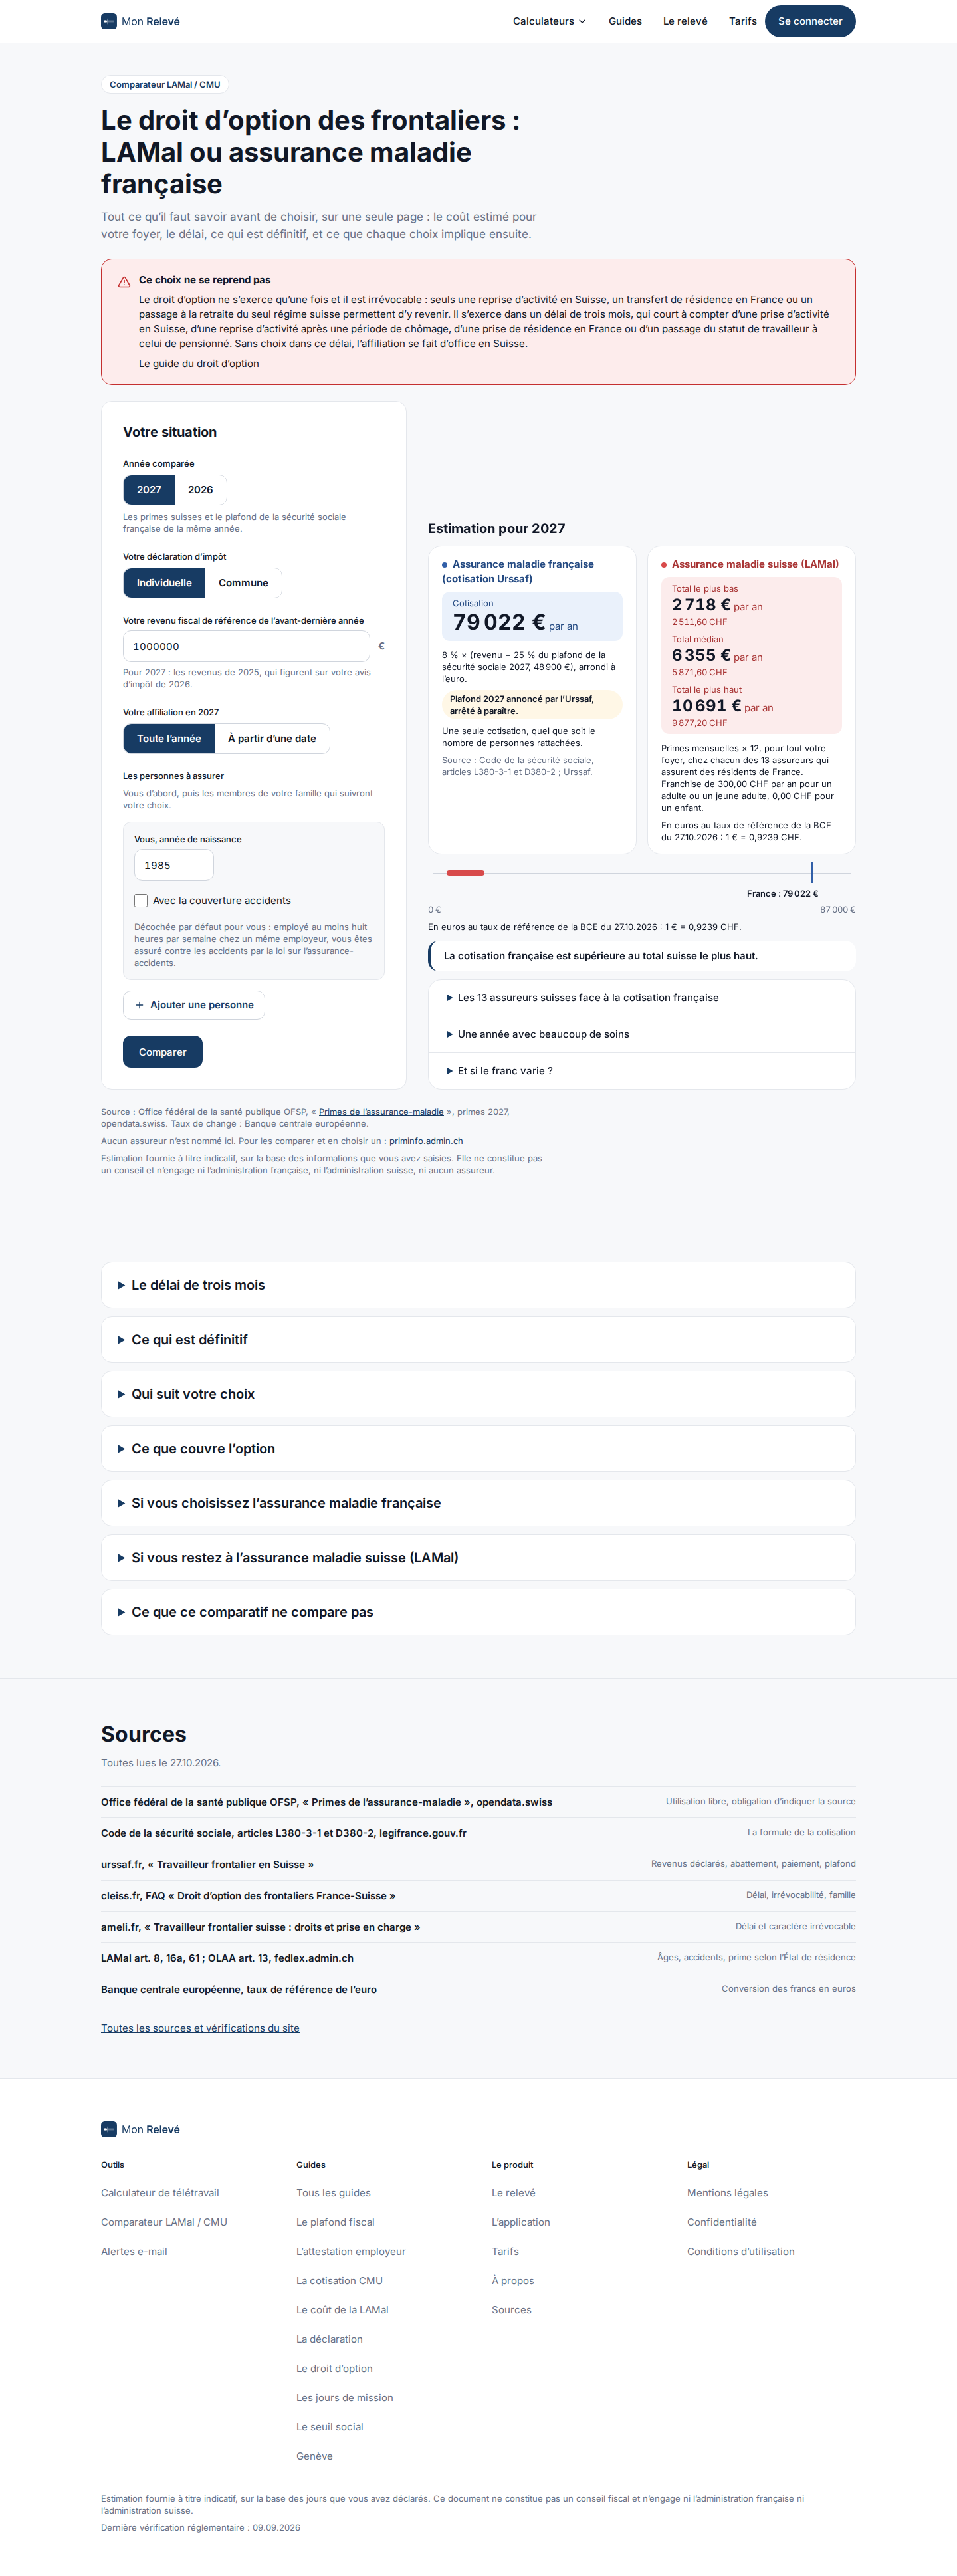 Mon Relevé
Calculateurs
Guides
Le relevé
Tarifs
Se connecter
Comparateur LAMal / CMU
Le droit d’option des frontaliers :
LAMal ou assurance maladie
française
Tout ce qu’il faut savoir avant de choisir, sur une seule page : le coût estimé pour
votre foyer, le délai, ce qui est définitif, et ce que chaque choix implique ensuite.
Ce choix ne se reprend pas
Le droit d’option ne s’exerce qu’une fois et il est irrévocable : seuls une reprise d’activité en Suisse, un transfert de résidence en France ou un
passage à la retraite du seul régime suisse permettent d’y revenir. Il s’exerce dans un délai de trois mois, qui court à compter d’une prise d’activité
en Suisse, d’une reprise d’activité après une période de chômage, d’une prise de résidence en France ou d’un passage du statut de travailleur à
celui de pensionné. Sans choix dans ce délai, l’affiliation se fait d’office en Suisse.
Le guide du droit d’option
Votre situation
Année comparée
2027
2026
Les primes suisses et le plafond de la sécurité sociale
française de la même année.
Votre déclaration d’impôt
Individuelle
Commune
Votre revenu fiscal de référence de l’avant-dernière année
1000000
€
Pour 2027 : les revenus de 2025, qui figurent sur votre avis
d’impôt de 2026.
Votre affiliation en 2027
Toute l’année
À partir d’une date
Les personnes à assurer
Vous d’abord, puis les membres de votre famille qui suivront
votre choix.
Vous, année de naissance
1985
Avec la couverture accidents
Décochée par défaut pour vous : employé au moins huit
heures par semaine chez un même employeur, vous êtes
assuré contre les accidents par la loi sur l’assurance-
accidents.
+ Ajouter une personne
Comparer
Estimation pour 2027
Assurance maladie française
(cotisation Urssaf)
Cotisation
79 022 € par an
8 % × (revenu − 25 % du plafond de la
sécurité sociale 2027, 48 900 €), arrondi à
l’euro.
Plafond 2027 annoncé par l’Urssaf,
arrêté à paraître.
Une seule cotisation, quel que soit le
nombre de personnes rattachées.
Source : Code de la sécurité sociale,
articles L380-3-1 et D380-2 ; Urssaf.
Assurance maladie suisse (LAMal)
Total le plus bas
2 718 € par an
2 511,60 CHF
Total médian
6 355 € par an
5 871,60 CHF
Total le plus haut
10 691 € par an
9 877,20 CHF
Primes mensuelles × 12, pour tout votre
foyer, chez chacun des 13 assureurs qui
assurent des résidents de France.
Franchise de 300,00 CHF par an pour un
adulte ou un jeune adulte, 0,00 CHF pour
un enfant.
En euros au taux de référence de la BCE
du 27.10.2026 : 1 € = 0,9239 CHF.
France : 79 022 €
0 €
87 000 €
En euros au taux de référence de la BCE du 27.10.2026 : 1 € = 0,9239 CHF.
La cotisation française est supérieure au total suisse le plus haut.
Les 13 assureurs suisses face à la cotisation française
Une année avec beaucoup de soins
Et si le franc varie ?
Source : Office fédéral de la santé publique OFSP, « Primes de l’assurance-maladie », primes 2027,
opendata.swiss. Taux de change : Banque centrale européenne.
Aucun assureur n’est nommé ici. Pour les comparer et en choisir un : priminfo.admin.ch
Estimation fournie à titre indicatif, sur la base des informations que vous avez saisies. Elle ne constitue pas
un conseil et n’engage ni l’administration française, ni l’administration suisse, ni aucun assureur.
Le délai de trois mois
Ce qui est définitif
Qui suit votre choix
Ce que couvre l’option
Si vous choisissez l’assurance maladie française
Si vous restez à l’assurance maladie suisse (LAMal)
Ce que ce comparatif ne compare pas
Sources
Toutes lues le 27.10.2026.
Office fédéral de la santé publique OFSP, « Primes de l’assurance-maladie », opendata.swiss
Utilisation libre, obligation d’indiquer la source
Code de la sécurité sociale, articles L380-3-1 et D380-2, legifrance.gouv.fr
La formule de la cotisation
urssaf.fr, « Travailleur frontalier en Suisse »
Revenus déclarés, abattement, paiement, plafond
cleiss.fr, FAQ « Droit d’option des frontaliers France-Suisse »
Délai, irrévocabilité, famille
ameli.fr, « Travailleur frontalier suisse : droits et prise en charge »
Délai et caractère irrévocable
LAMal art. 8, 16a, 61 ; OLAA art. 13, fedlex.admin.ch
Âges, accidents, prime selon l’État de résidence
Banque centrale européenne, taux de référence de l’euro
Conversion des francs en euros
Toutes les sources et vérifications du site
Mon Relevé
Outils
Calculateur de télétravail
Comparateur LAMal / CMU
Alertes e-mail
Guides
Tous les guides
Le plafond fiscal
L’attestation employeur
La cotisation CMU
Le coût de la LAMal
La déclaration
Le droit d’option
Les jours de mission
Le seuil social
Genève
Le produit
Le relevé
L’application
Tarifs
À propos
Sources
Légal
Mentions légales
Confidentialité
Conditions d’utilisation
Estimation fournie à titre indicatif, sur la base des jours que vous avez déclarés. Ce document ne constitue pas un conseil fiscal et n’engage ni l’administration française ni
l’administration suisse.
Dernière vérification réglementaire : 09.09.2026